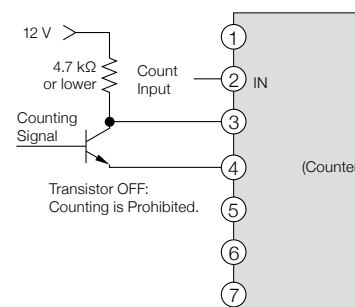 12 V
4.7 kΩ
or lower
Count
Input
Counting
Signal
Transistor OFF:
Counting is Prohibited.
1
2
IN
3
4
5
6
7
(Counter